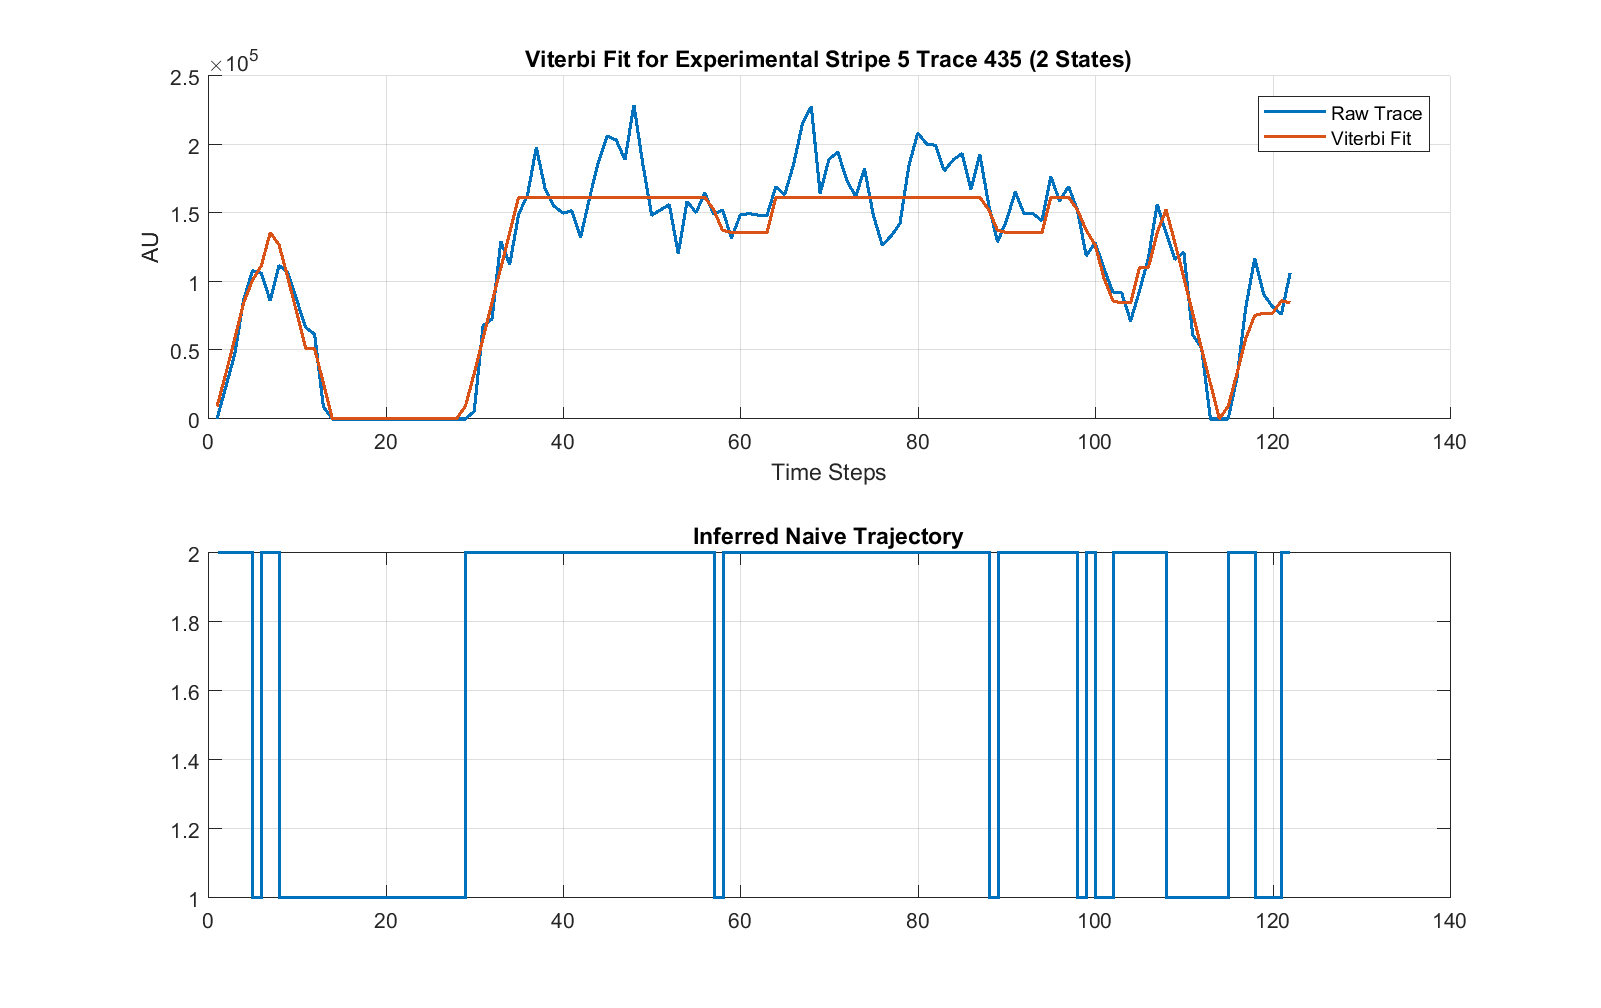 Viterbi Fit for Experimental Stripe 5 Trace 435 (2 States)
×10⁵
2.5
2
1.5
1
0.5
0
AU
Raw Trace
Viterbi Fit
0 20 40 60 80 100 120 140
Time Steps
Inferred Naive Trajectory
2
1.8
1.6
1.4
1.2
1
0 20 40 60 80 100 120 140